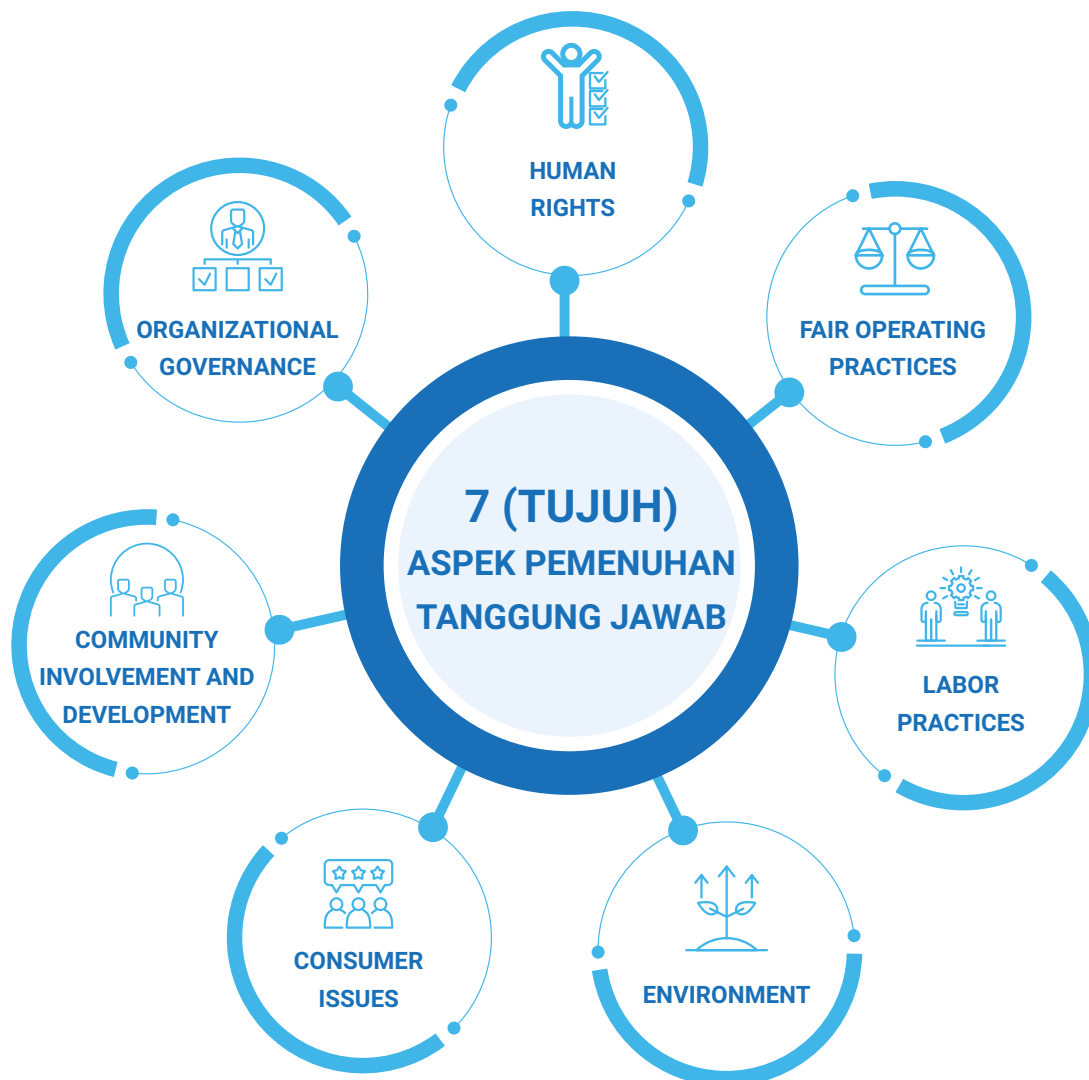 HUMAN
RIGHTS
ORGANIZATIONAL
GOVERNANCE
FAIR OPERATING
PRACTICES
7 (TUJUH)
ASPEK PEMENUHAN
TANGGUNG JAWAB
COMMUNITY
INVOLVEMENT AND
DEVELOPMENT
LABOR
PRACTICES
CONSUMER
ISSUES
ENVIRONMENT